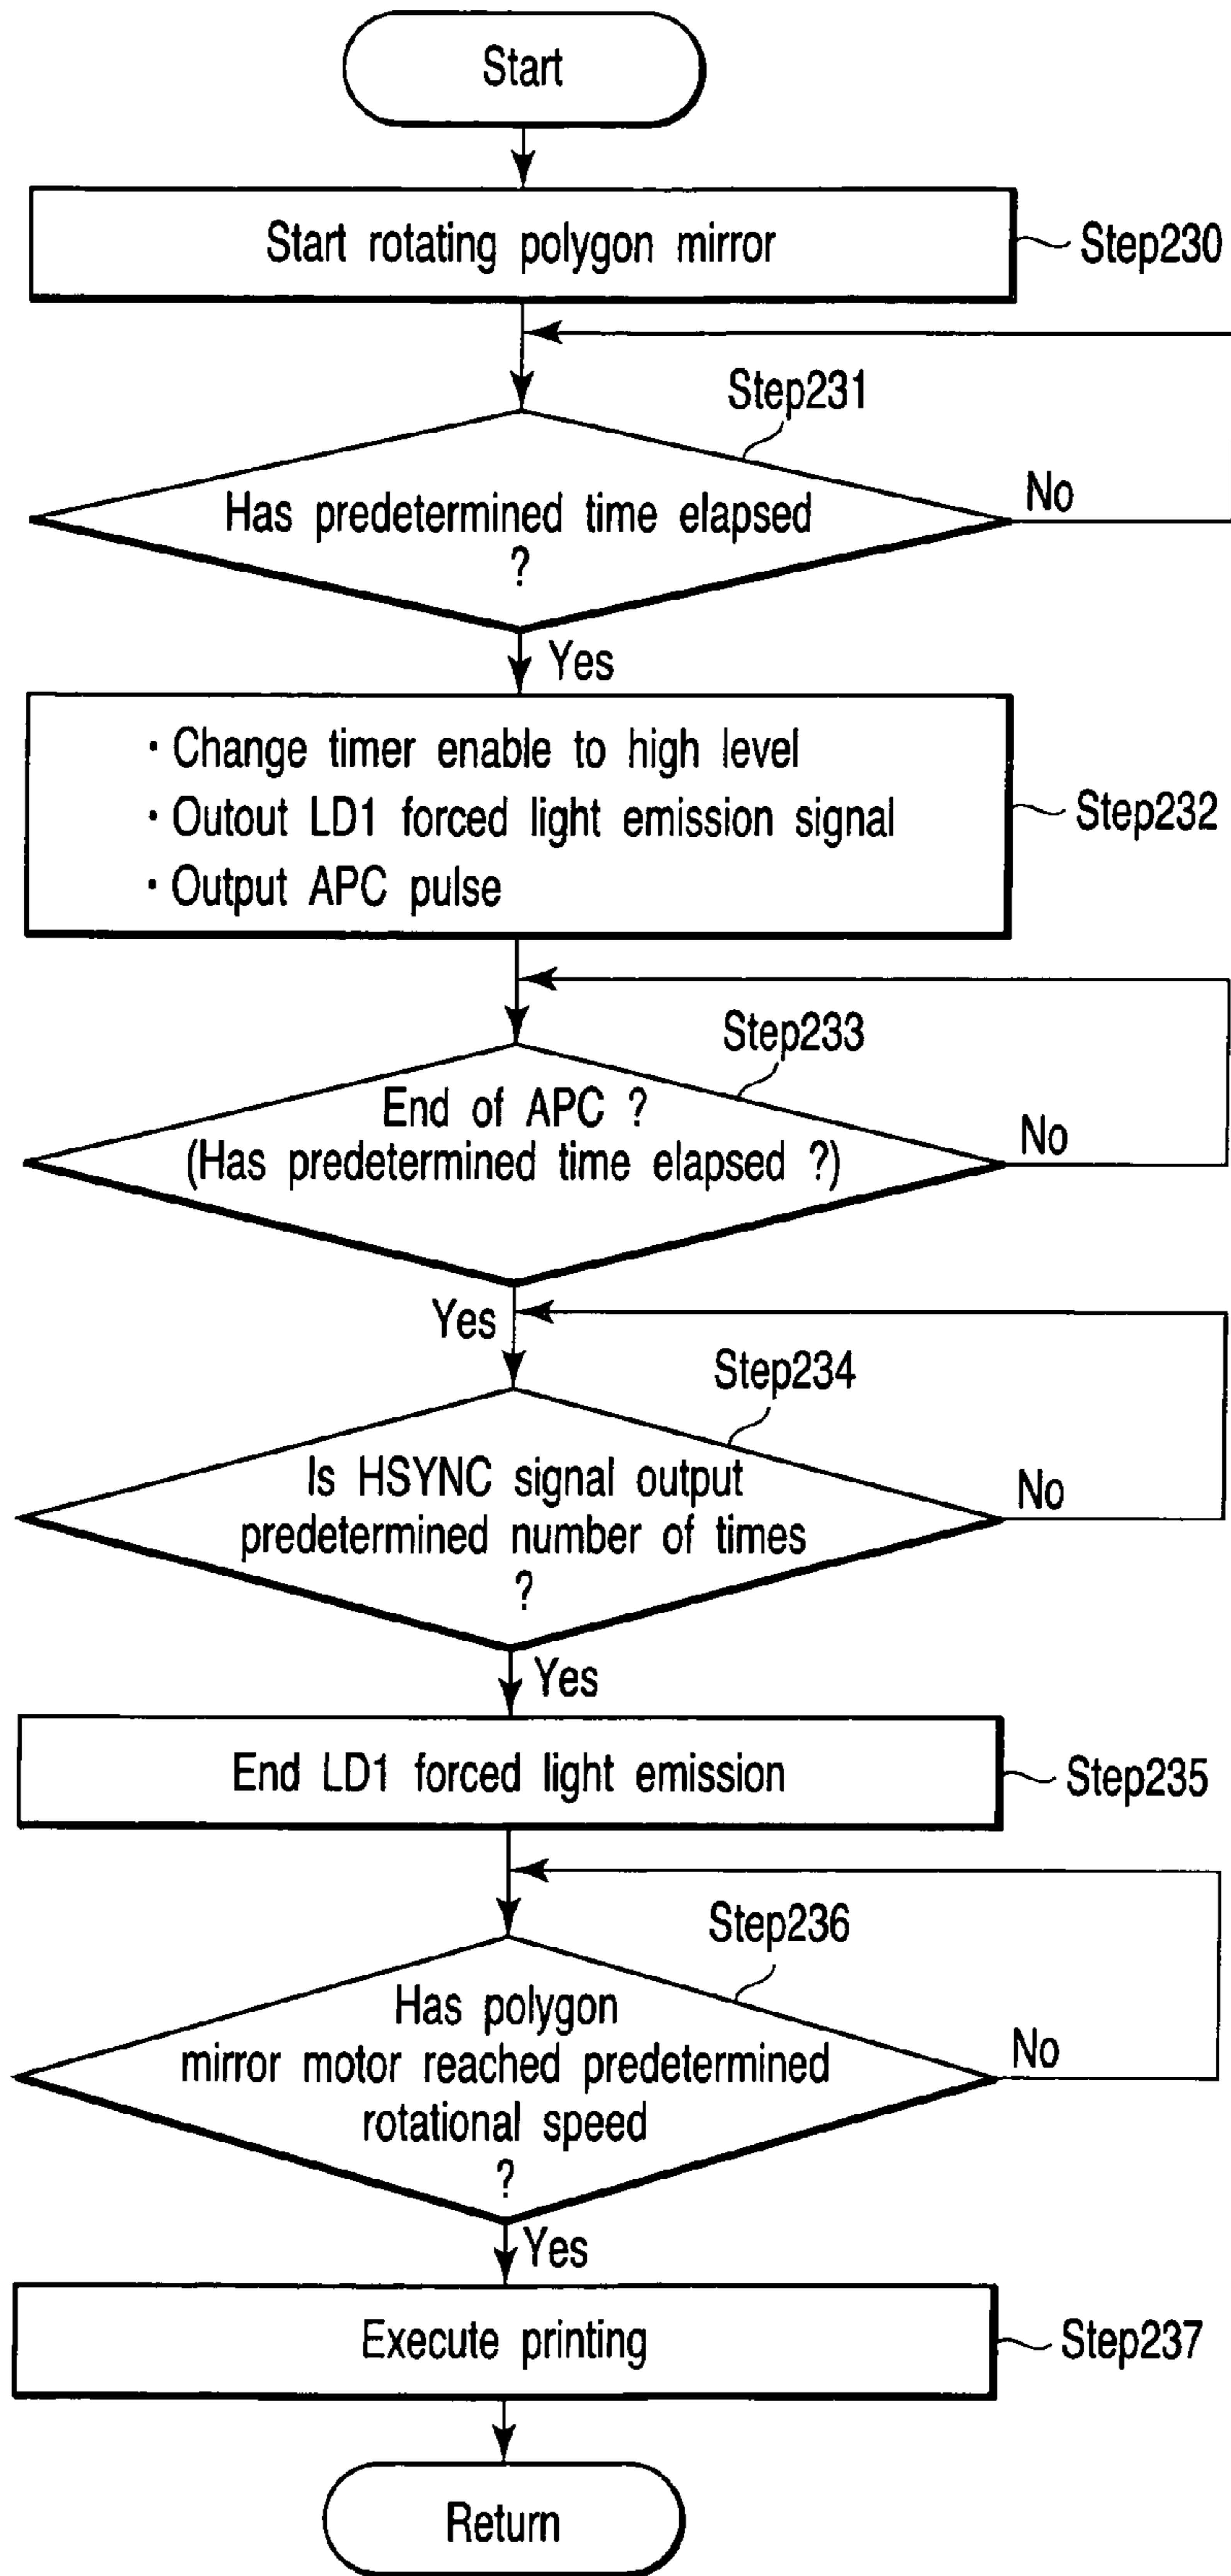 Start
Start rotating polygon mirror
Step230
Step231
Has predetermined time elapsed
?
No
Yes
· Change timer enable to high level
· Outout LD1 forced light emission signal
· Output APC pulse
Step232
Step233
End of APC ?
(Has predetermined time elapsed ?)
No
Yes
Step234
Is HSYNC signal output
predetermined number of times
?
No
Yes
End LD1 forced light emission
Step235
Step236
Has polygon
mirror motor reached predetermined
rotational speed
?
No
Yes
Execute printing
Step237
Return